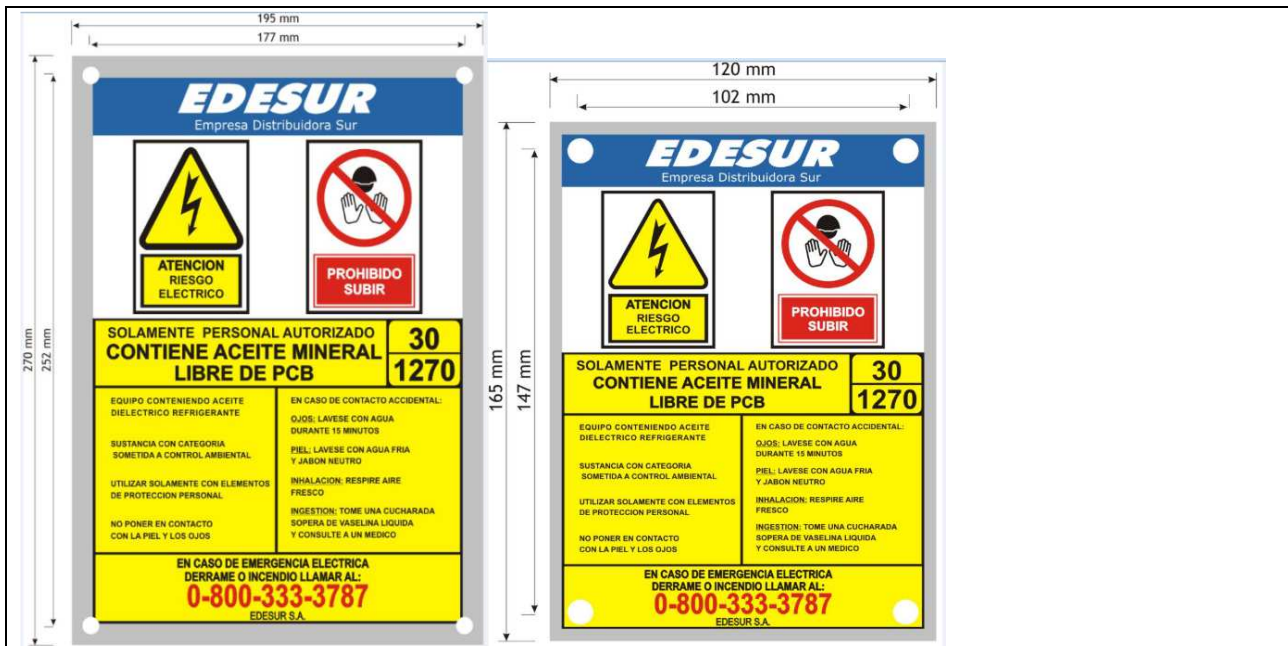 195 mm
177 mm
270 mm
252 mm
EDESUR
Empresa Distribuidora Sur
ATENCION
RIESGO
ELECTRICO
PROHIBIDO
SUBIR
SOLAMENTE PERSONAL AUTORIZADO
CONTIENE ACEITE MINERAL
LIBRE DE PCB
30
1270
EQUIPO CONTENIENDO ACEITE
DIELECTRICO REFRIGERANTE
SUSTANCIA CON CATEGORIA
SOMETIDA A CONTROL AMBIENTAL
UTILIZAR SOLAMENTE CON ELEMENTOS
DE PROTECCION PERSONAL
NO PONER EN CONTACTO
CON LA PIEL Y LOS OJOS
EN CASO DE CONTACTO ACCIDENTAL:
OJOS: LAVESE CON AGUA
DURANTE 15 MINUTOS
PIEL: LAVESE CON AGUA FRIA
Y JABON NEUTRO
INHALACION: RESPIRE AIRE
FRESCO
INGESTION: TOME UNA CUCHARADA
SOPERA DE VASELINA LIQUIDA
Y CONSULTE A UN MEDICO
EN CASO DE EMERGENCIA ELECTRICA
DERRAME O INCENDIO LLAMAR AL:
0-800-333-3787
EDESUR S.A.
120 mm
102 mm
165 mm
147 mm
EDESUR
Empresa Distribuidora Sur
ATENCION
RIESGO
ELECTRICO
PROHIBIDO
SUBIR
SOLAMENTE PERSONAL AUTORIZADO
CONTIENE ACEITE MINERAL
LIBRE DE PCB
30
1270
EQUIPO CONTENIENDO ACEITE
DIELECTRICO REFRIGERANTE
SUSTANCIA CON CATEGORIA
SOMETIDA A CONTROL AMBIENTAL
UTILIZAR SOLAMENTE CON ELEMENTOS
DE PROTECCION PERSONAL
NO PONER EN CONTACTO
CON LA PIEL Y LOS OJOS
EN CASO DE CONTACTO ACCIDENTAL:
OJOS: LAVESE CON AGUA
DURANTE 15 MINUTOS
PIEL: LAVESE CON AGUA FRIA
Y JABON NEUTRO
INHALACION: RESPIRE AIRE
FRESCO
INGESTION: TOME UNA CUCHARADA
SOPERA DE VASELINA LIQUIDA
Y CONSULTE A UN MEDICO
EN CASO DE EMERGENCIA ELECTRICA
DERRAME O INCENDIO LLAMAR AL:
0-800-333-3787
EDESUR S.A.